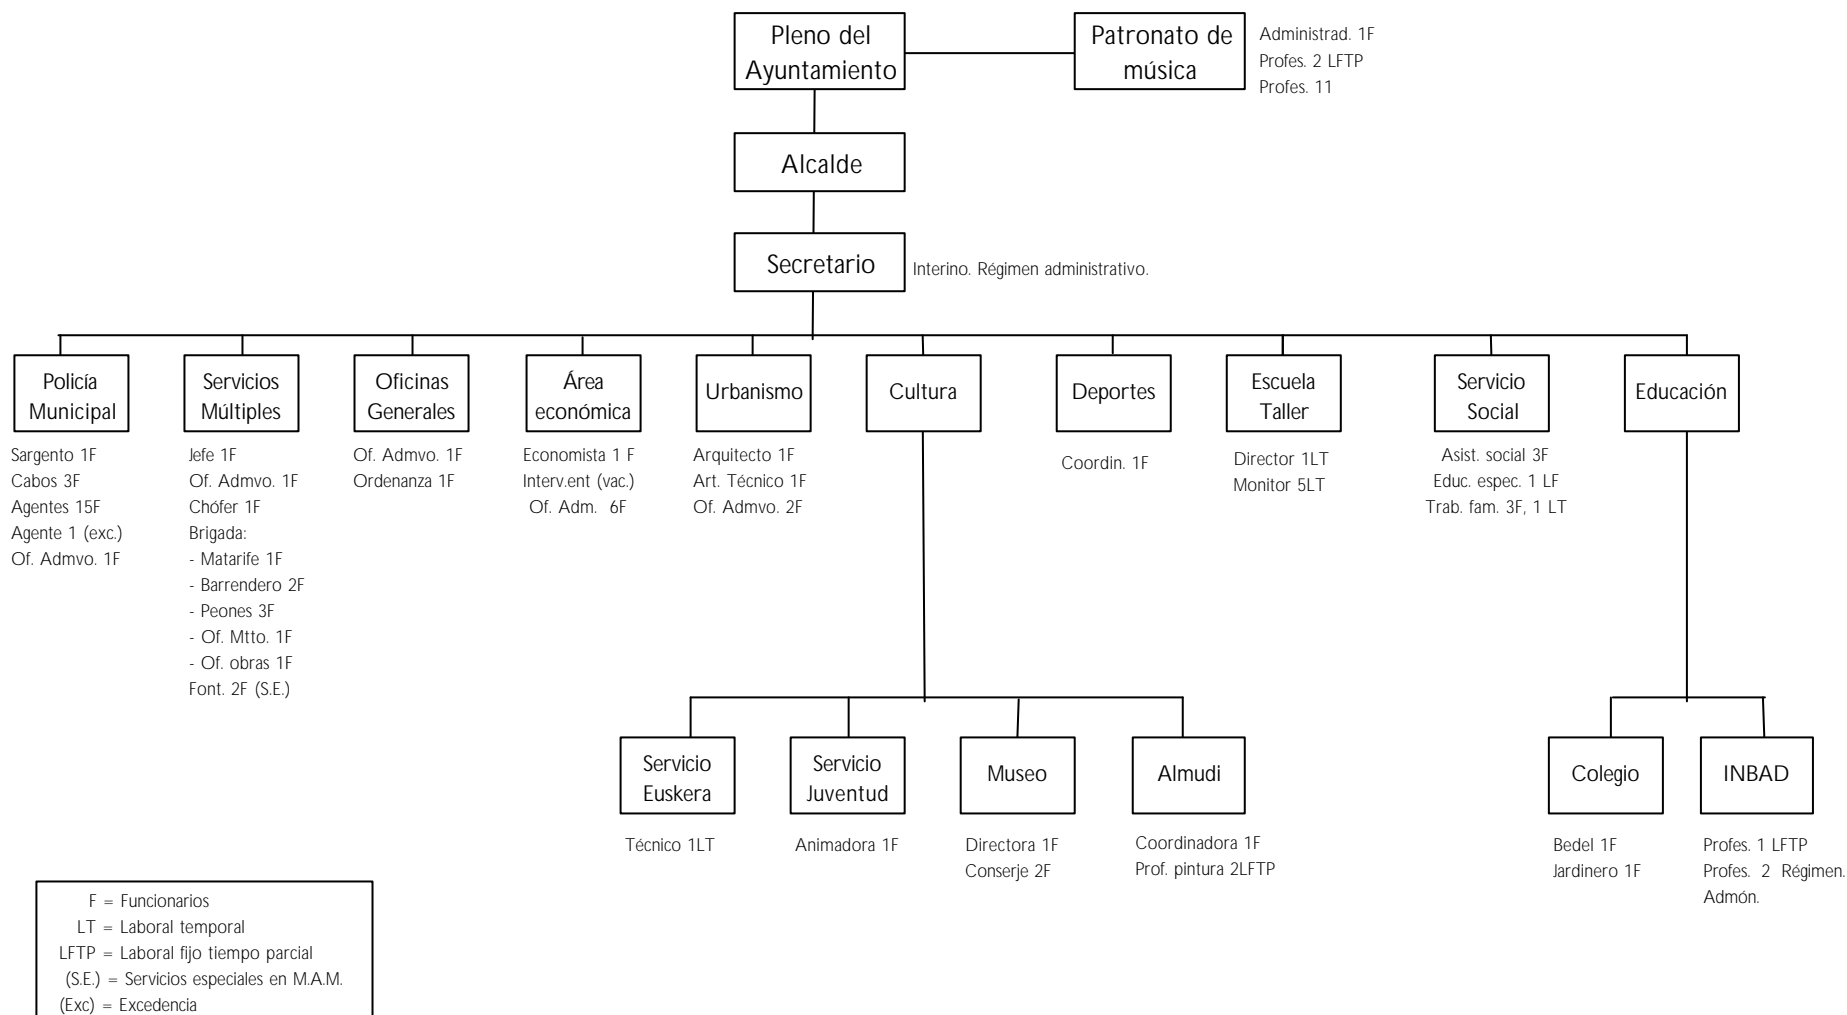 Pleno del
Ayuntamiento
Patronato de
música
Administrad. 1F
Profes. 2 LFTP
Profes. 11
Alcalde
Secretario
Interino. Régimen administrativo.
Policía
Municipal
Sargento 1F
Cabos 3F
Agentes 15F
Agente 1 (exc.)
Of. Admvo. 1F
Servicios
Múltiples
Jefe 1F
Of. Admvo. 1F
Chófer 1F
Brigada:
- Matarife 1F
- Barrendero 2F
- Peones 3F
- Of. Mtto. 1F
- Of. obras 1F
Font. 2F (S.E.)
Oficinas
Generales
Of. Admvo. 1F
Ordenanza 1F
Área
económica
Economista 1 F
Interv.ent (vac.)
Of. Adm. 6F
Urbanismo
Arquitecto 1F
Art. Técnico 1F
Of. Admvo. 2F
Cultura
Deportes
Coordin. 1F
Escuela
Taller
Director 1LT
Monitor 5LT
Servicio
Social
Asist. social 3F
Educ. espec. 1 LF
Trab. fam. 3F, 1 LT
Educación
Servicio
Euskera
Técnico 1LT
Servicio
Juventud
Animadora 1F
Museo
Directora 1F
Conserje 2F
Almudi
Coordinadora 1F
Prof. pintura 2LFTP
Colegio
Bedel 1F
Jardinero 1F
INBAD
Profes. 1 LFTP
Profes. 2 Régimen.
Admón.
F = Funcionarios
LT = Laboral temporal
LFTP = Laboral fijo tiempo parcial
(S.E.) = Servicios especiales en M.A.M.
(Exc) = Excedencia